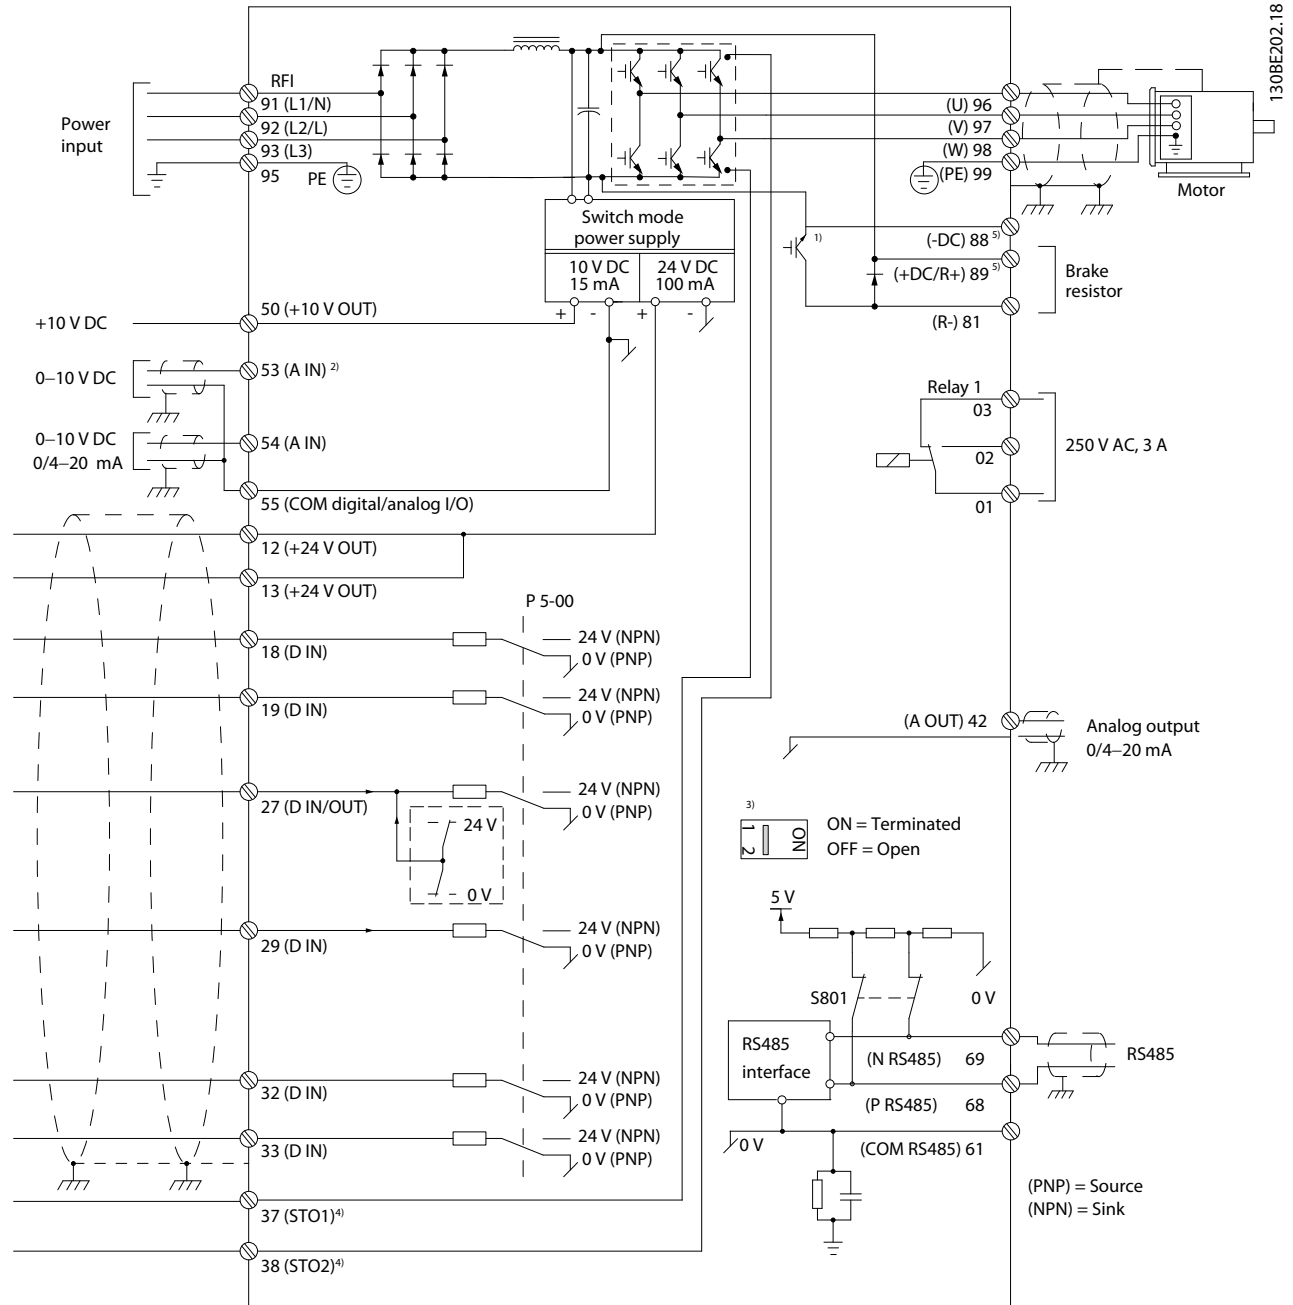 130BE202.18
RFI
91 (L1/N)
92 (L2/L)
93 (L3)
95
PE
Power
input
(U) 96
(V) 97
(W) 98
(PE) 99
Motor
Switch mode
power supply
10 V DC
15 mA
24 V DC
100 mA
+ - + -
1)
(-DC) 88 5)
(+DC/R+) 89 5)
(R-) 81
Brake
resistor
+10 V DC
50 (+10 V OUT)
0–10 V DC
53 (A IN) 2)
0–10 V DC
0/4–20 mA
54 (A IN)
55 (COM digital/analog I/O)
Relay 1
03
02
01
250 V AC, 3 A
12 (+24 V OUT)
13 (+24 V OUT)
P 5-00
18 (D IN)
24 V (NPN)
0 V (PNP)
19 (D IN)
24 V (NPN)
0 V (PNP)
(A OUT) 42
Analog output
0/4–20 mA
27 (D IN/OUT)
24 V (NPN)
0 V (PNP)
24 V
0 V
3)
1 2
ON
ON = Terminated
OFF = Open
29 (D IN)
24 V (NPN)
0 V (PNP)
5 V
S801
0 V
RS485
interface
(N RS485) 69
(P RS485) 68
RS485
0 V
(COM RS485) 61
32 (D IN)
24 V (NPN)
0 V (PNP)
33 (D IN)
24 V (NPN)
0 V (PNP)
37 (STO1) 4)
38 (STO2) 4)
(PNP) = Source
(NPN) = Sink